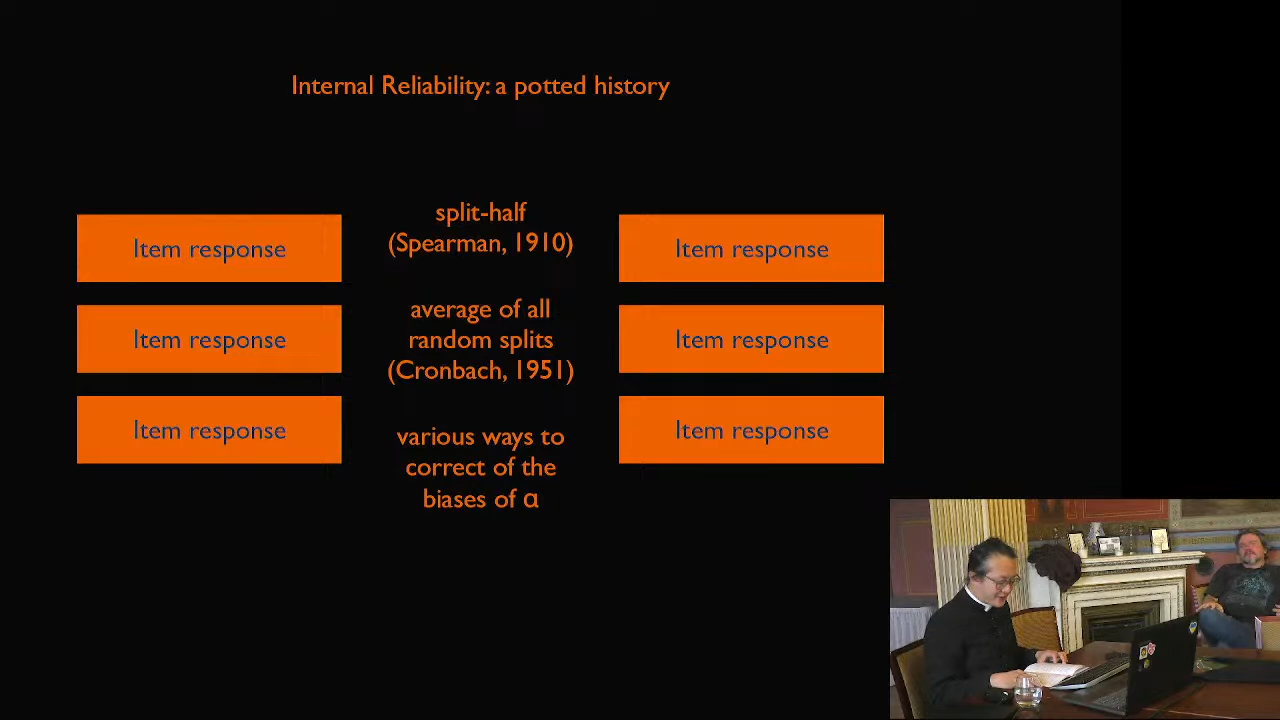 Internal Reliability: a potted history
Item response
Item response
Item response
split-half
(Spearman, 1910)
average of all
random splits
(Cronbach, 1951)
various ways to
correct of the
biases of α
Item response
Item response
Item response